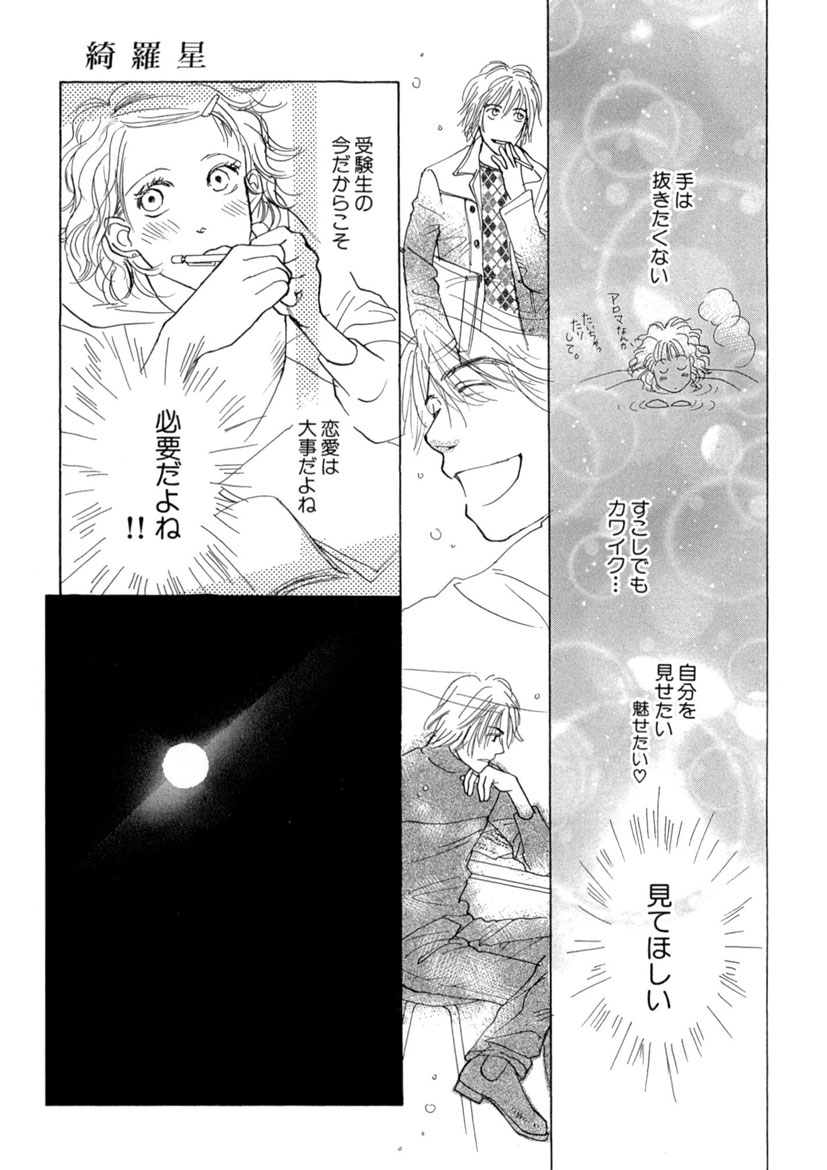 綺羅星
手は
抜きたくない
アロマなんか
たいちゃっ
たり
して。
すこしでも
カワイク…
自分を
見せたい
魅せたい♡
見てほしい
受験生の
今だからこそ
恋愛は
大事だよね
必要だよね
!!